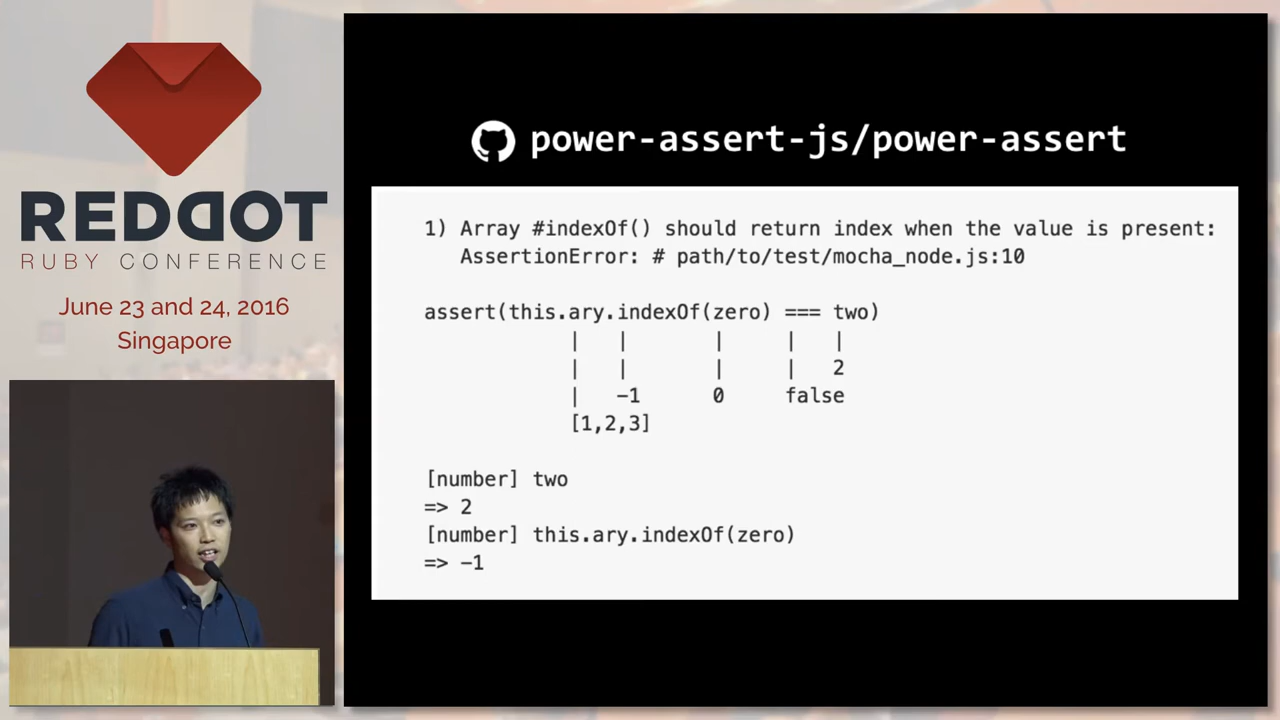 REDDOT
RUBY CONFERENCE
June 23 and 24, 2016
Singapore
power-assert-js/power-assert
1) Array #indexOf() should return index when the value is present:
AssertionError: # path/to/test/mocha_node.js:10
assert(this.ary.indexOf(zero) === two)
| | | | |
| | | | 2
| -1 0 false
[1,2,3]
[number] two
=> 2
[number] this.ary.indexOf(zero)
=> -1